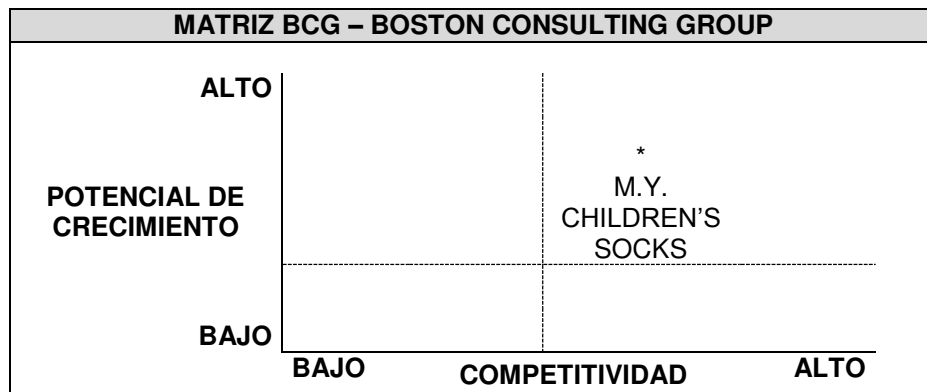 MATRIZ BCG – BOSTON CONSULTING GROUP
ALTO
*
M.Y.
CHILDREN’S
SOCKS
POTENCIAL DE
CRECIMIENTO
BAJO
BAJO COMPETITIVIDAD ALTO